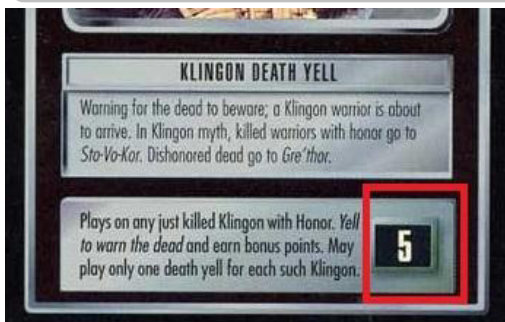 KLINGON DEATH YELL
Warning for the dead to beware; a Klingon warrior is about
to arrive. In Klingon myth, killed warriors with honor go to
Sto-Vo-Kor. Dishonored dead go to Gre'thor.
Plays on any just killed Klingon with Honor. Yell
to warn the dead and earn bonus points. May
play only one death yell for each such Klingon.
5